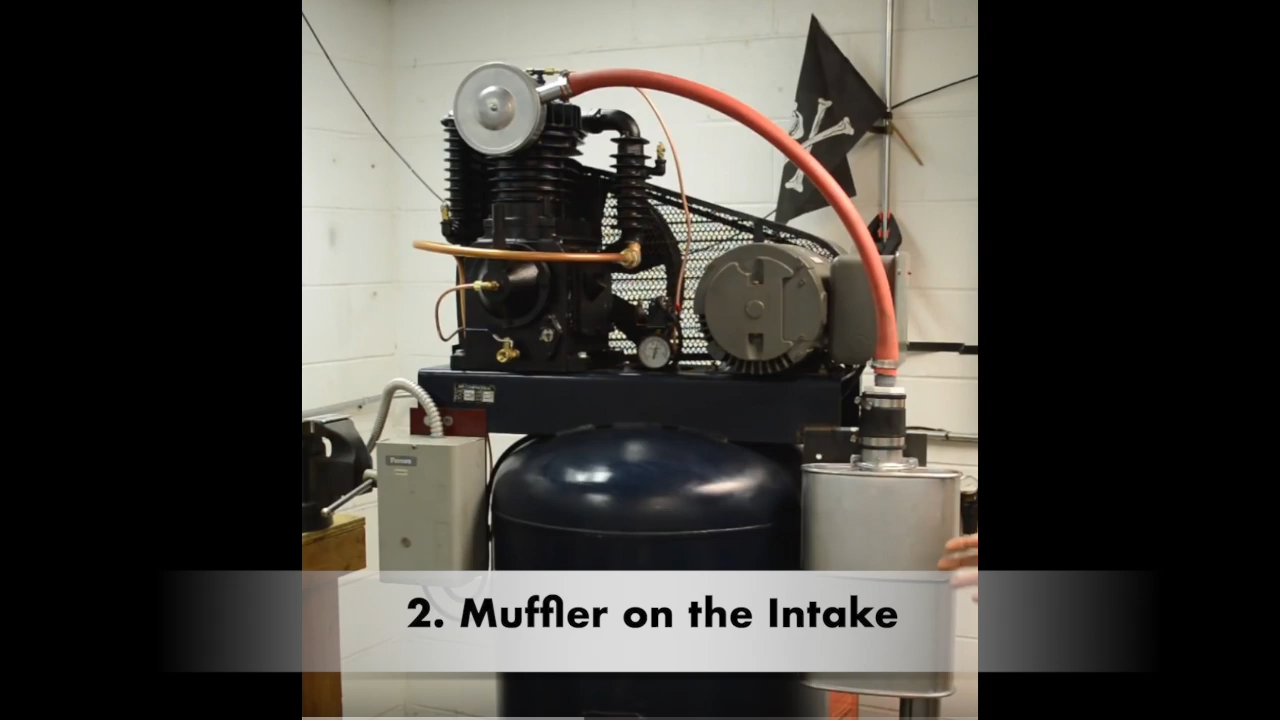 2. Muffler on the Intake